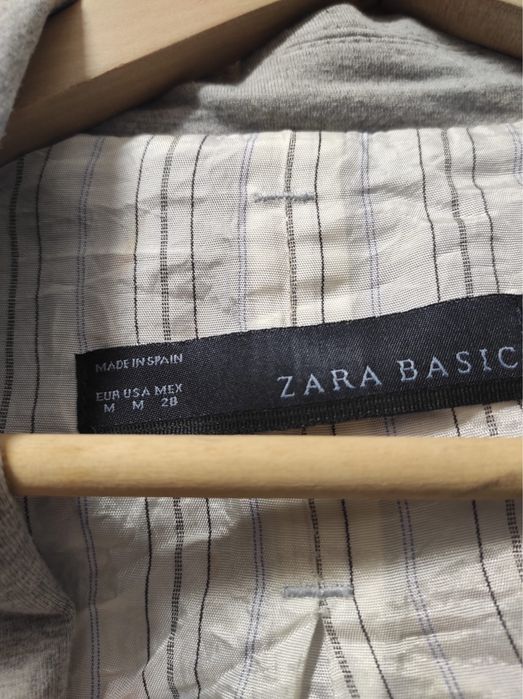 MADE IN SPAIN
EUR USA MEX
M M 28
ZARA BASIC